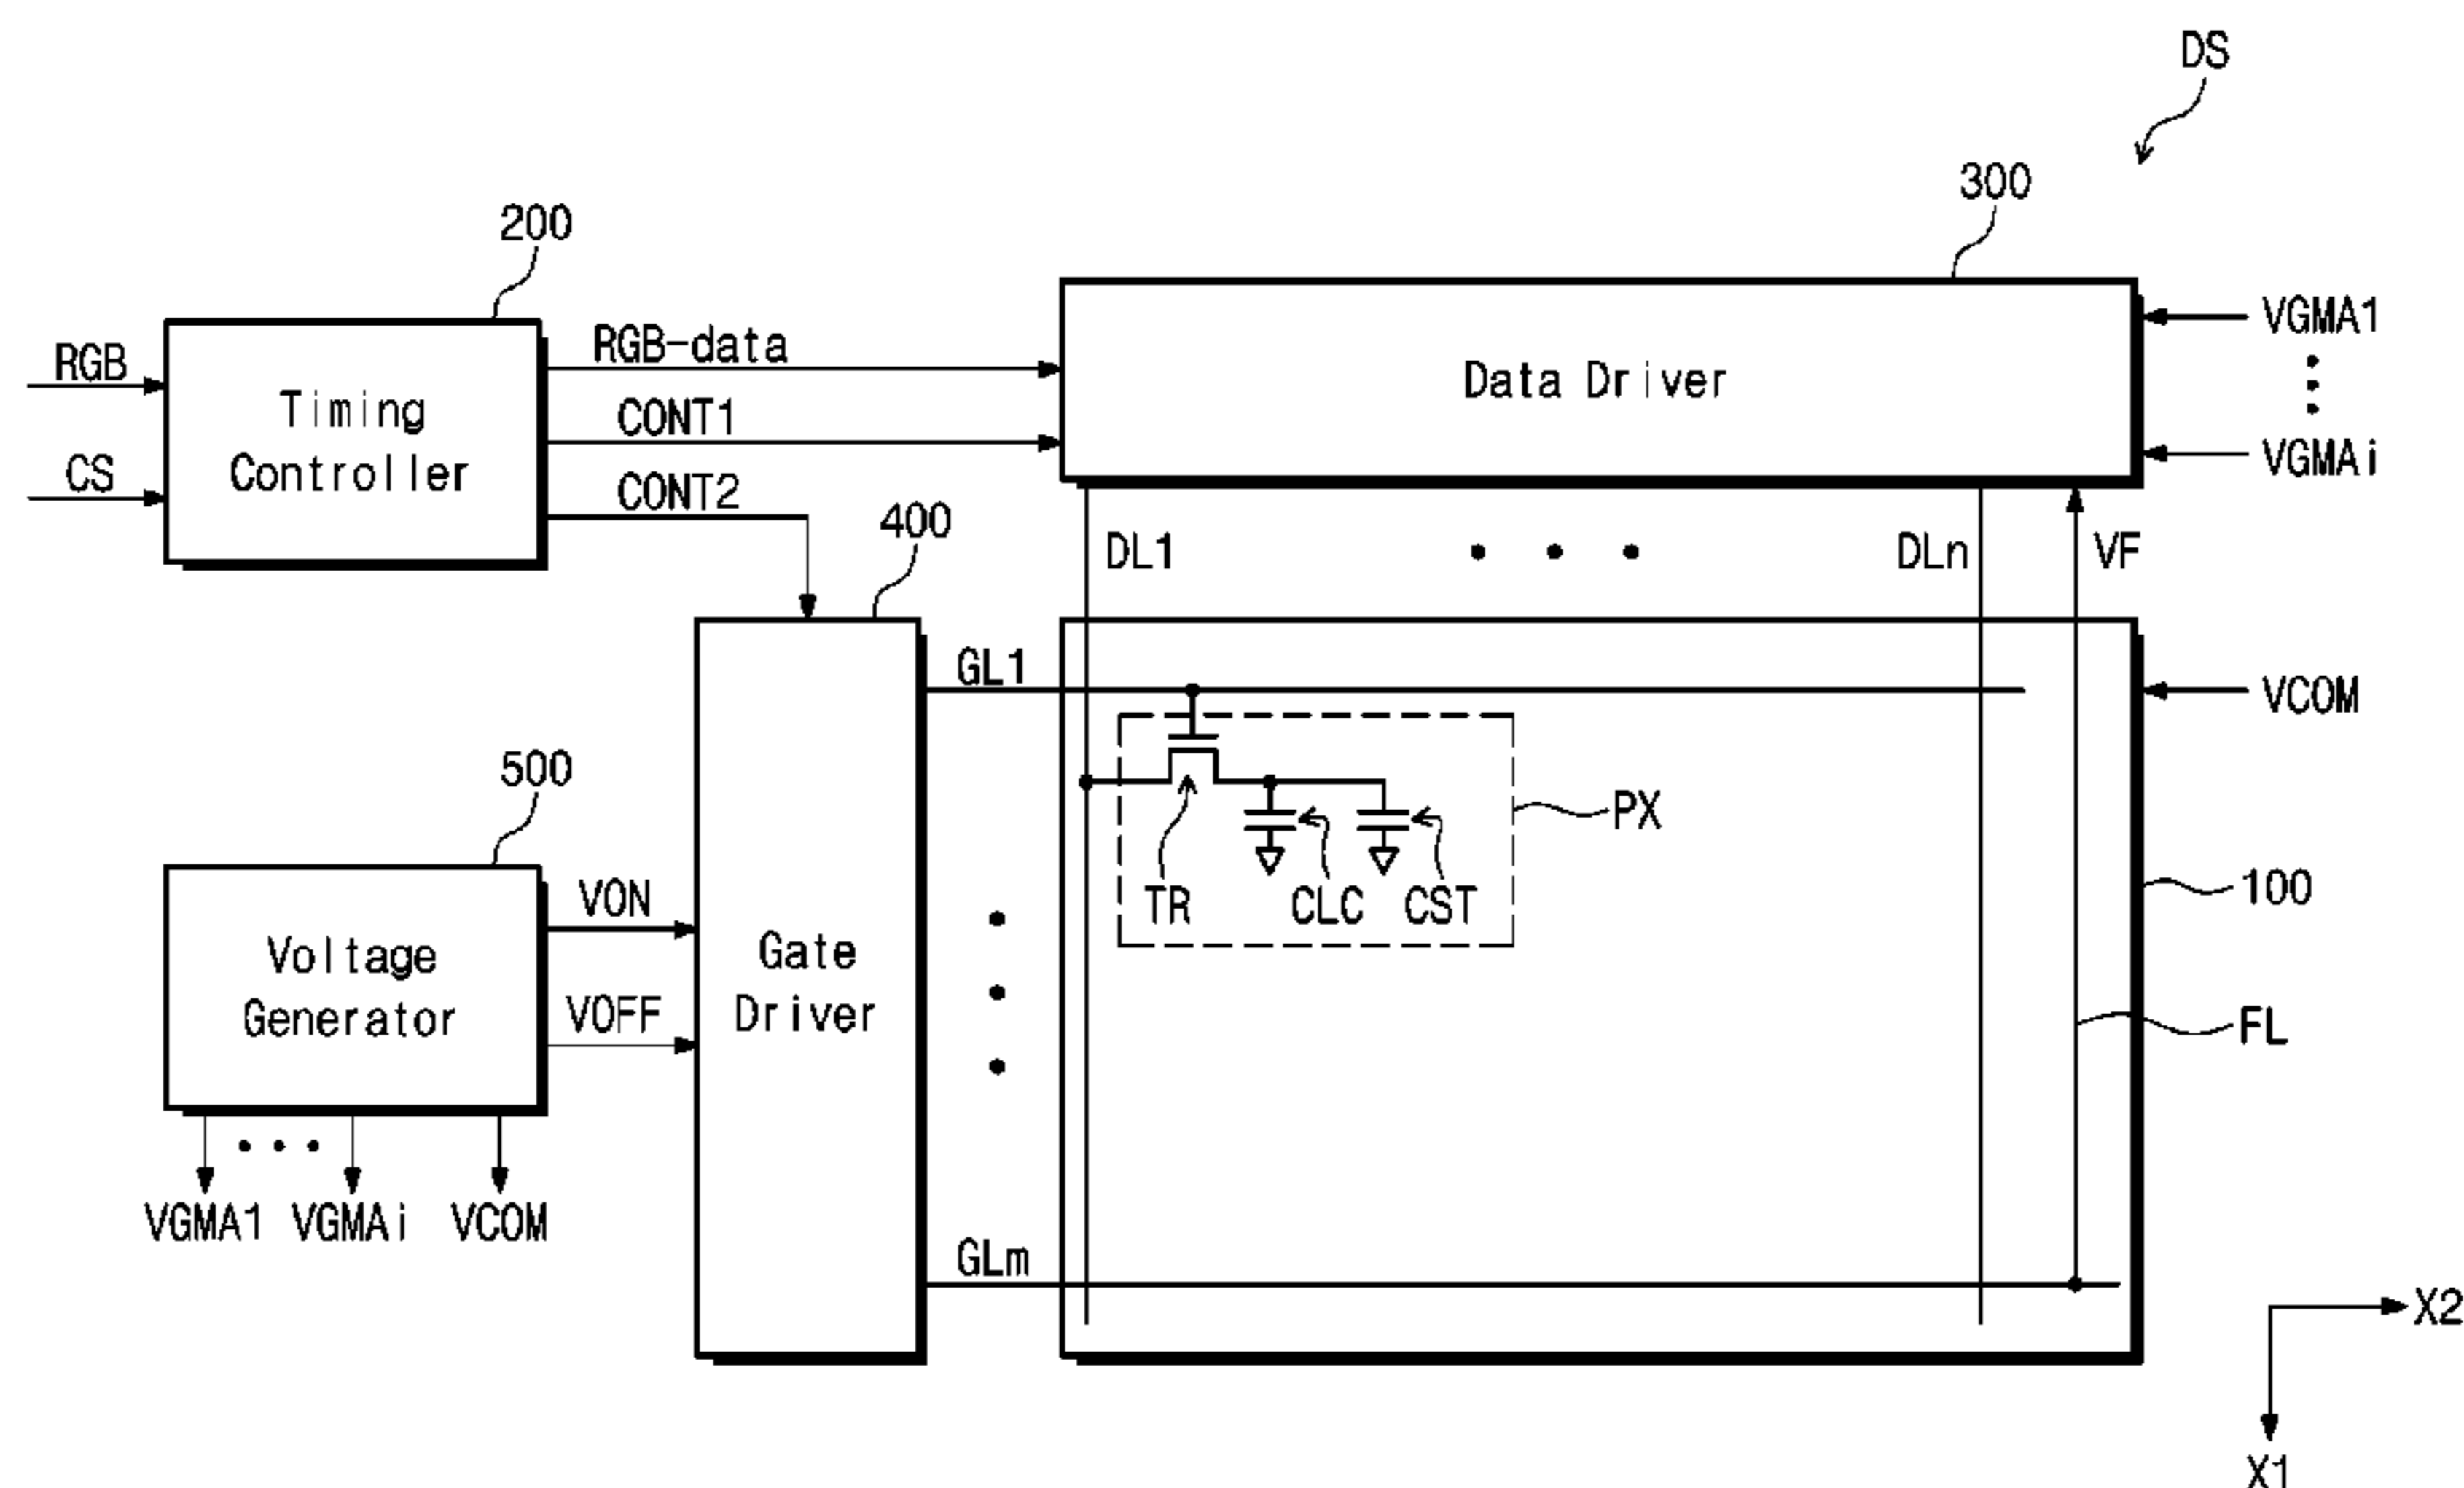 DS
300
200
RGB
Timing
Controller
CS
RGB-data
CONT1
CONT2
Data Driver
VGMA1
VGMAi
400
DL1
DLn
VF
GL1
VCOM
500
PX
TR
CLC
CST
100
Voltage
Generator
VON
VOFF
Gate
Driver
FL
VGMA1
VGMAi
VCOM
GLm
X2
X1